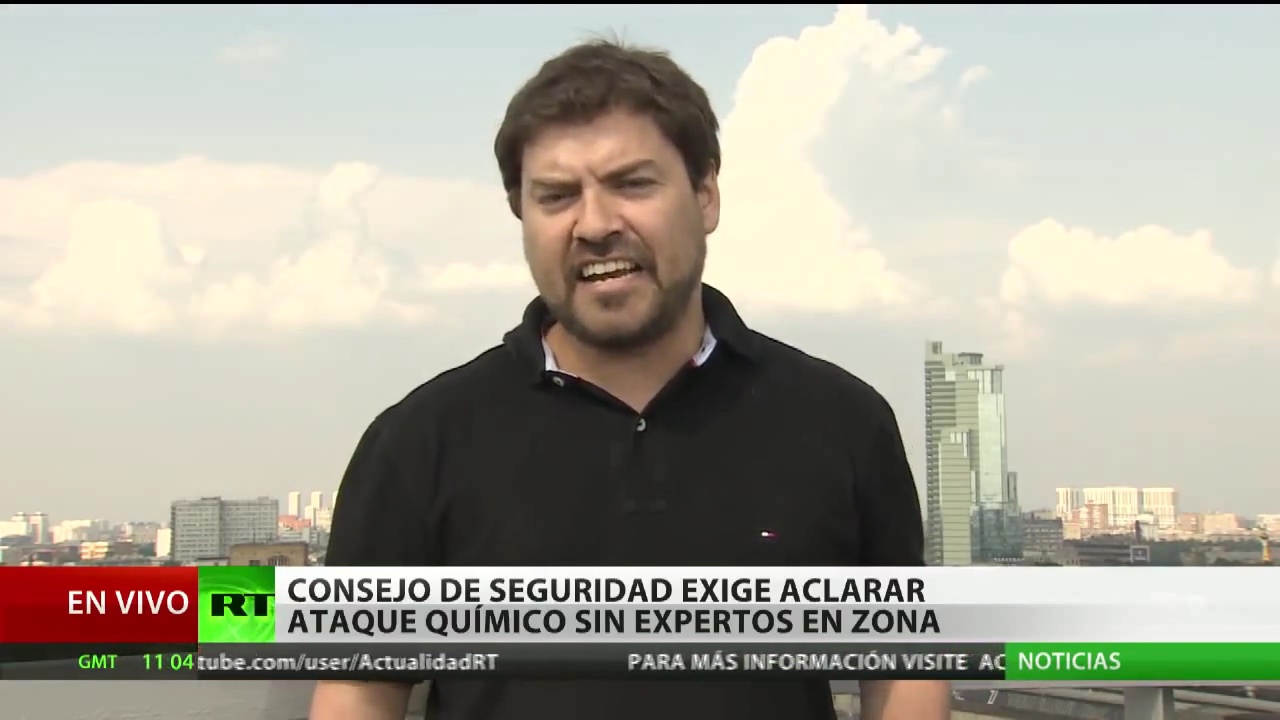 EN VIVO
RT
CONSEJO DE SEGURIDAD EXIGE ACLARAR
ATAQUE QUÍMICO SIN EXPERTOS EN ZONA
GMT 11 04
tube.com/user/ActualidadRT PARA MÁS INFORMACIÓN VISITE AC
NOTICIAS